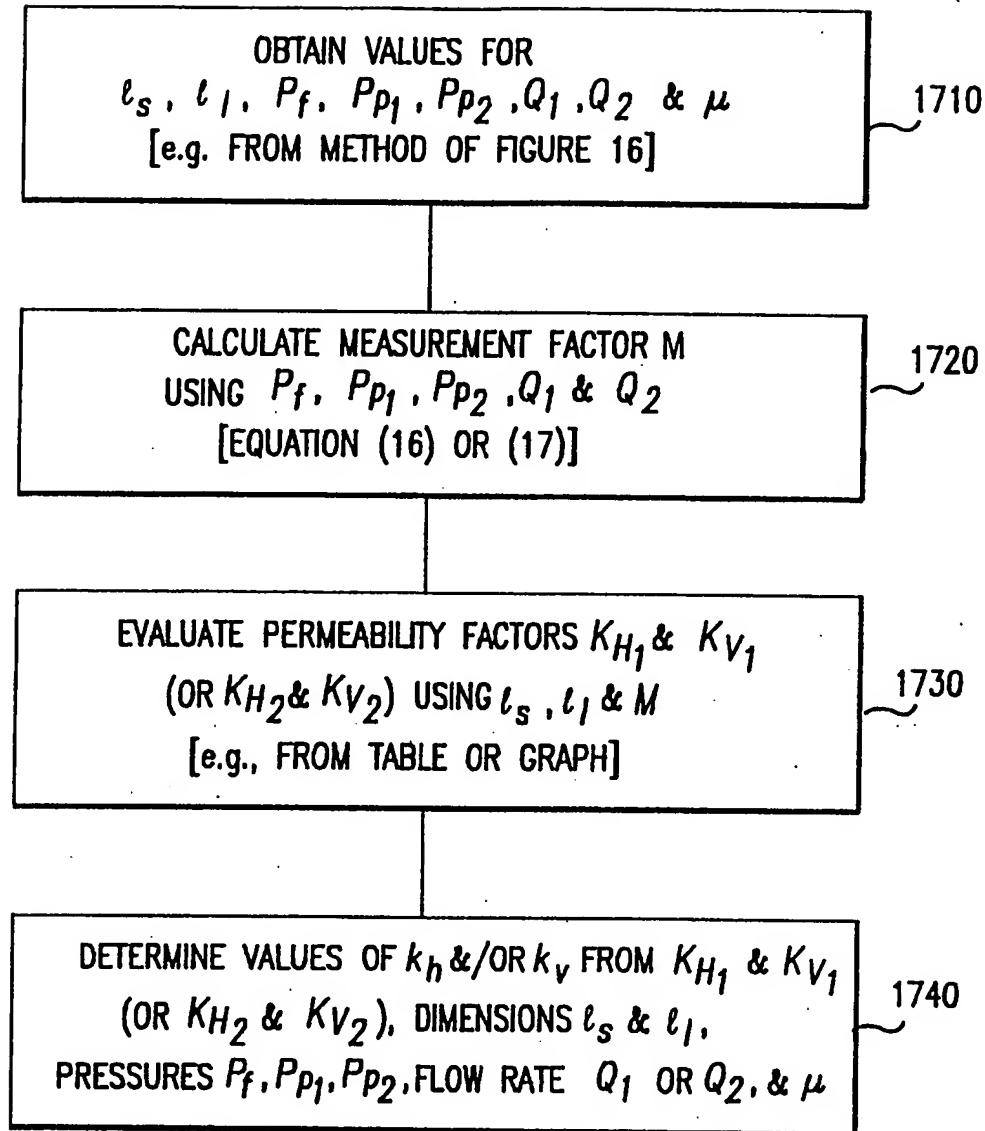 OBTAIN VALUES FOR
ℓs, ℓl, Pf, Pp1, Pp2, Q1, Q2 & μ
[e.g. FROM METHOD OF FIGURE 16]
1710
CALCULATE MEASUREMENT FACTOR M
USING Pf, Pp1, Pp2, Q1 & Q2
[EQUATION (16) OR (17)]
1720
EVALUATE PERMEABILITY FACTORS KH1 & KV1
(OR KH2 & KV2) USING ℓs, ℓl & M
[e.g., FROM TABLE OR GRAPH]
1730
DETERMINE VALUES OF kh &/OR kv FROM KH1 & KV1
(OR KH2 & KV2), DIMENSIONS ℓs & ℓl,
PRESSURES Pf, Pp1, Pp2, FLOW RATE Q1 OR Q2, & μ
1740